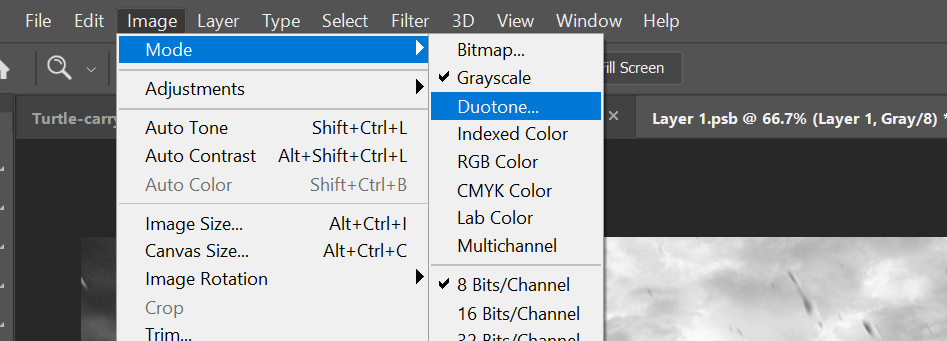 File Edit Image Layer Type Select Filter 3D View Window Help
Mode
Adjustments
Auto Tone Shift+Ctrl+L
Auto Contrast Alt+Shift+Ctrl+L
Auto Color Shift+Ctrl+B
Image Size... Alt+Ctrl+I
Canvas Size... Alt+Ctrl+C
Image Rotation
Crop
Trim...
Bitmap...
Grayscale
Duotone...
Indexed Color
RGB Color
CMYK Color
Lab Color
Multichannel
8 Bits/Channel
16 Bits/Channel
32 Bits/Channel
ill Screen
Turtle-carry
Layer 1.psb @ 66.7% (Layer 1, Gray/8) *